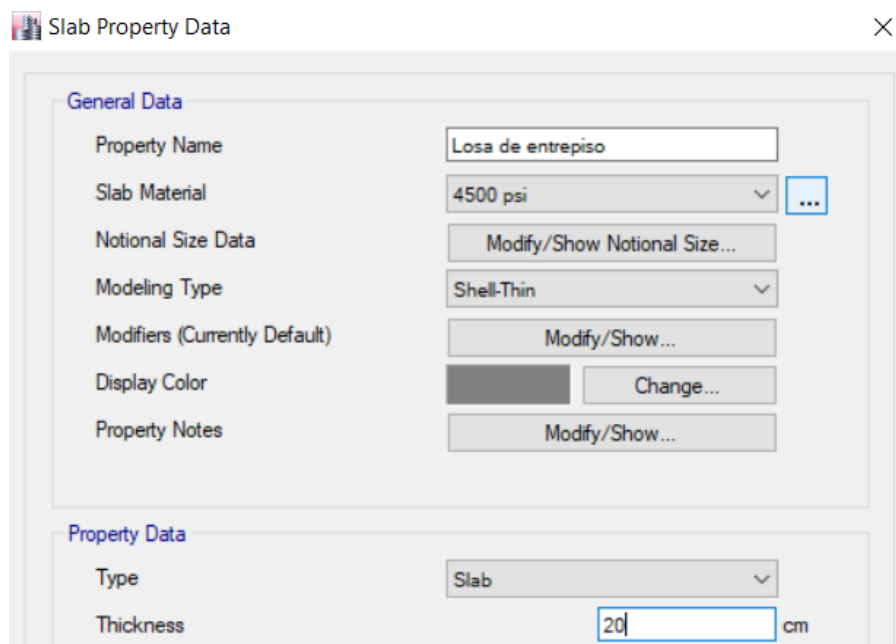 Slab Property Data
General Data
Property Name Losa de entrepiso
Slab Material 4500 psi ...
Notional Size Data Modify/Show Notional Size...
Modeling Type Shell-Thin
Modifiers (Currently Default) Modify/Show...
Display Color Change...
Property Notes Modify/Show...
Property Data
Type Slab
Thickness 20 cm